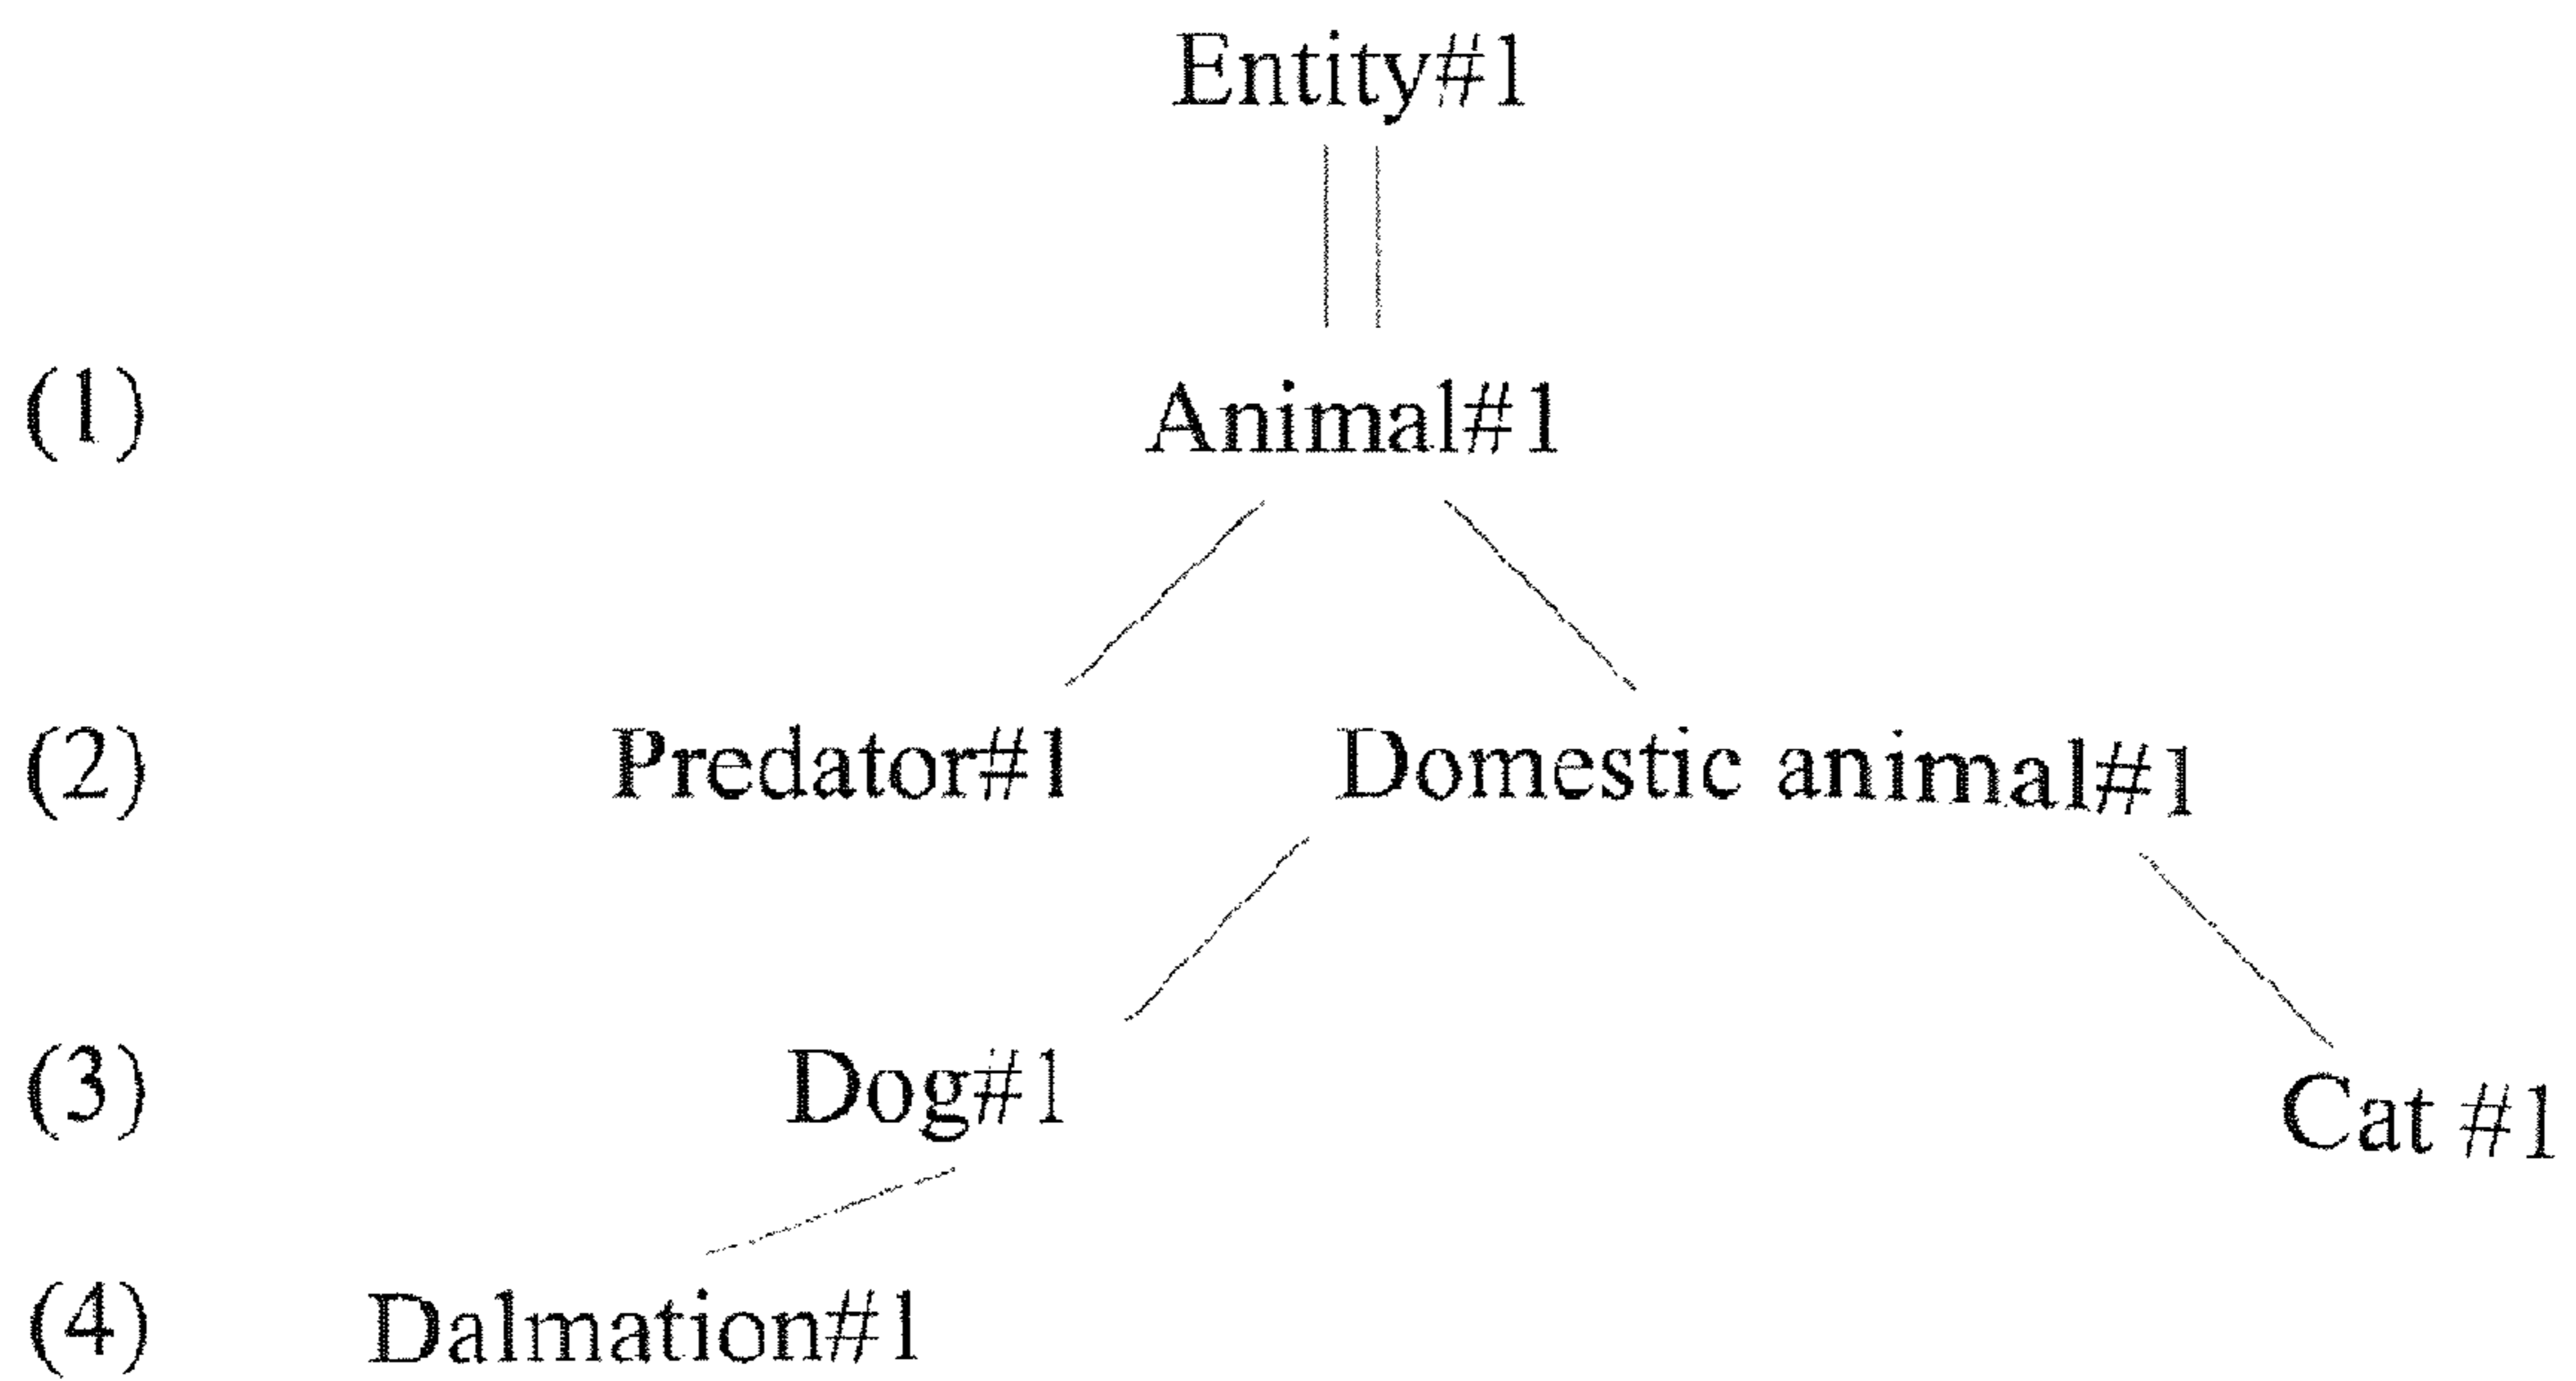 Entity#1
(1) Animal#1
(2) Predator#1 Domestic animal#1
(3) Dog#1 Cat #1
(4) Dalmation#1